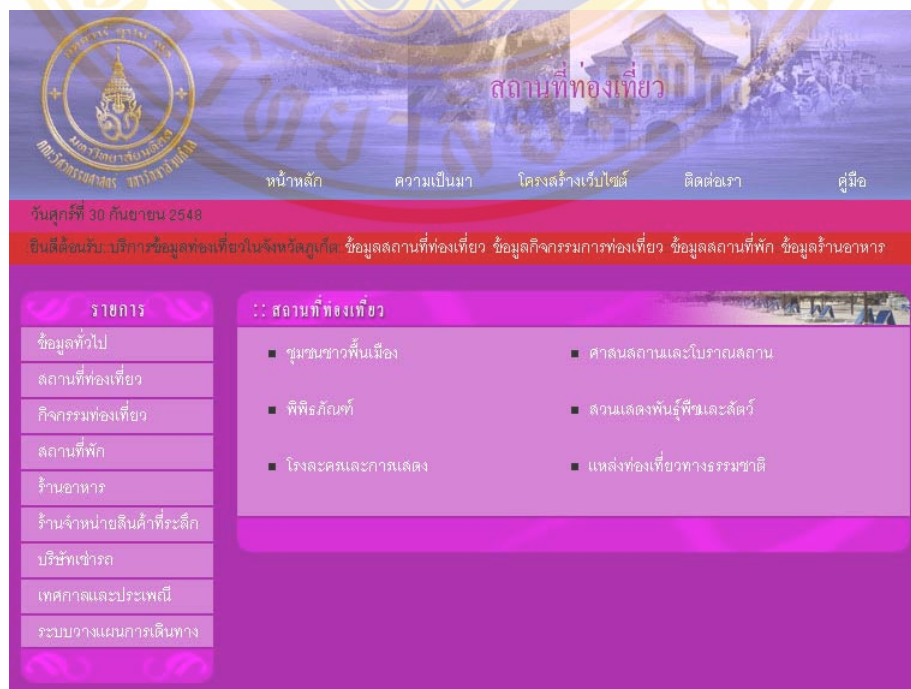 สถานที่ท่องเที่ยว
มหาวิทยาลัยมหิดล
หน้าหลัก ความเป็นมา โครงสร้างเว็บไซต์ ติดต่อเรา คู่มือ
วันศุกร์ที่ 30 กันยายน 2548
ยินดีต้อนรับ..บริการข้อมูลท่องเที่ยวในจังหวัดภูเก็ต: ข้อมูลสถานที่ท่องเที่ยว ข้อมูลกิจกรรมการท่องเที่ยว ข้อมูลสถานที่พัก ข้อมูลร้านอาหาร
รายการ
ข้อมูลทั่วไป
สถานที่ท่องเที่ยว
กิจกรรมท่องเที่ยว
สถานที่พัก
ร้านอาหาร
ร้านจำหน่ายสินค้าที่ระลึก
บริษัทเช่ารถ
เทศกาลและประเพณี
ระบบวางแผนการเดินทาง
:: สถานที่ท่องเที่ยว
ชุมชนชาวพื้นเมือง ศาสนสถานและโบราณสถาน
พิพิธภัณฑ์ สวนแสดงพันธุ์พืชและสัตว์
โรงละครและการแสดง แหล่งท่องเที่ยวทางธรรมชาติ